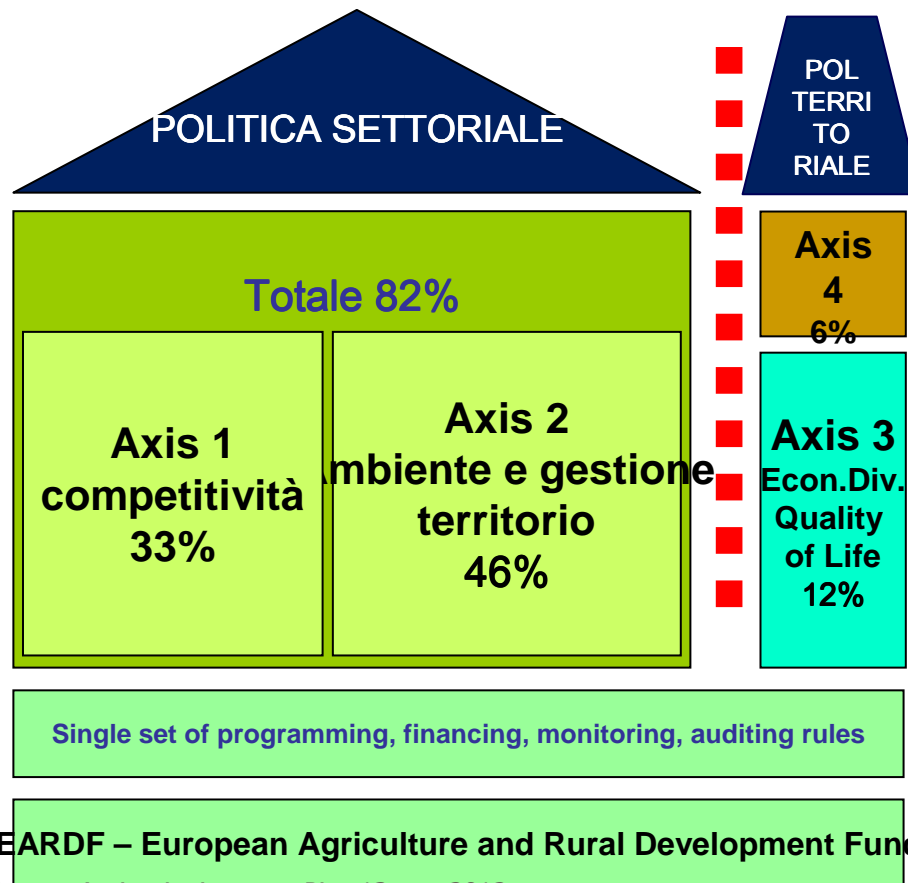 POLITICA SETTORIALE
POL
TERRI
TO
RIALE
Totale 82%
Axis 1
competitività
33%
Axis 2
mbiente e gestione
territorio
46%
Axis
4
6%
Axis 3
Econ.Div.
Quality
of Life
12%
Single set of programming, financing, monitoring, auditing rules
EARDF – European Agriculture and Rural Development Fund